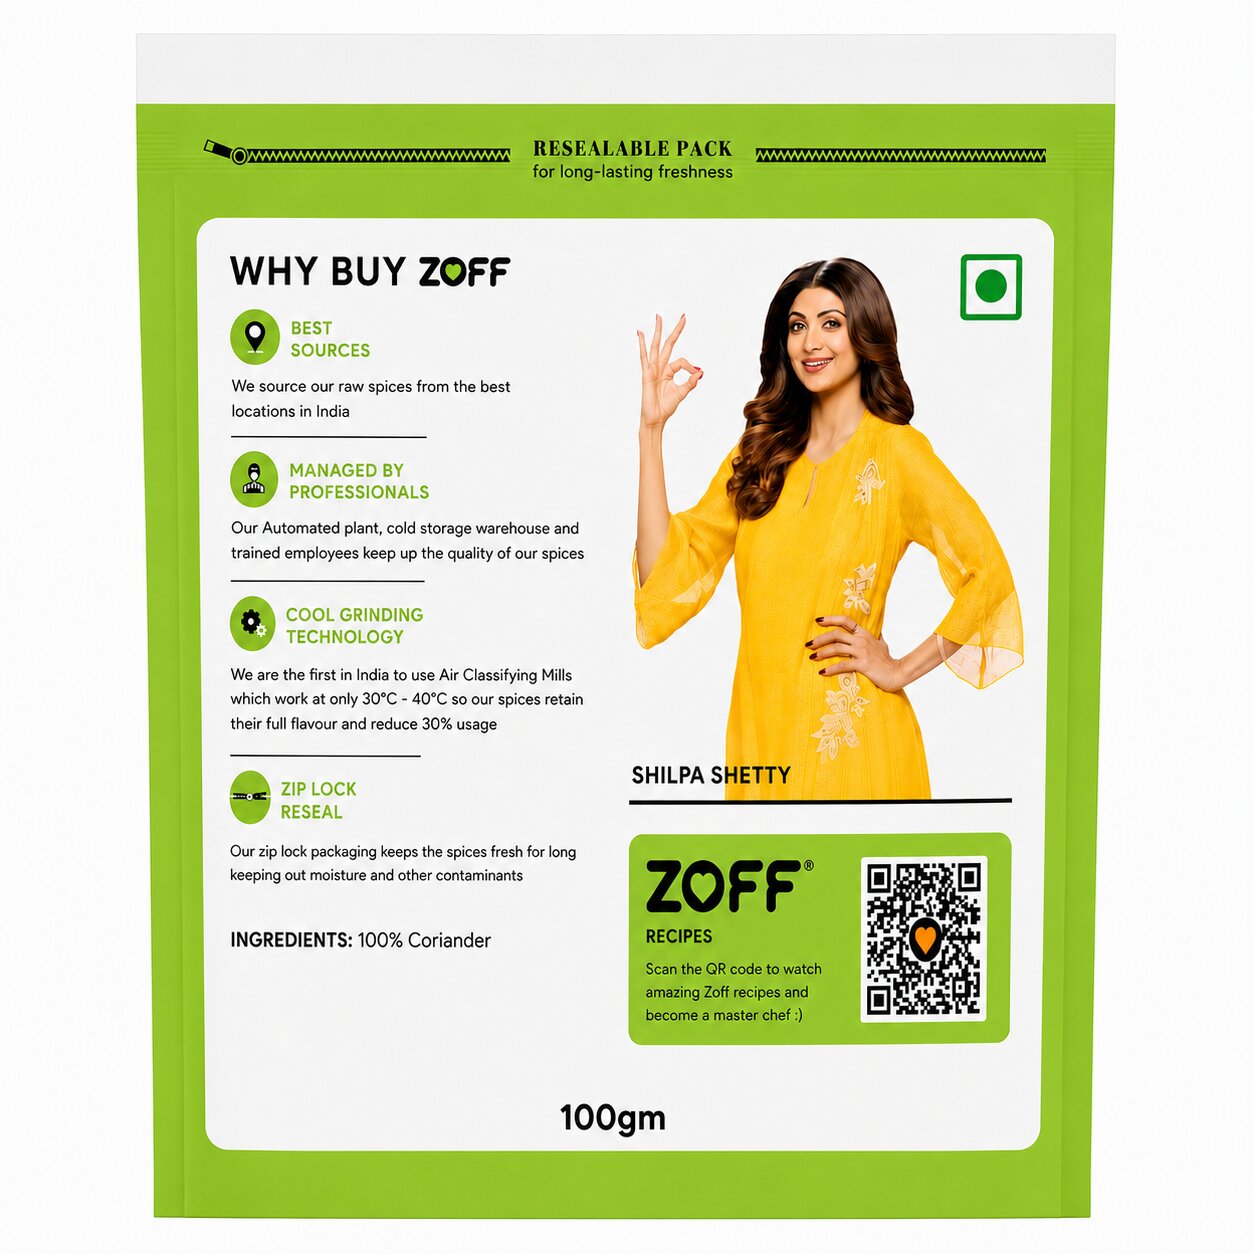 RESEALABLE PACK
for long-lasting freshness
WHY BUY ZOFF
BEST
SOURCES
We source our raw spices from the best
locations in India
MANAGED BY
PROFESSIONALS
Our Automated plant, cold storage warehouse and
trained employees keep up the quality of our spices
COOL GRINDING
TECHNOLOGY
We are the first in India to use Air Classifying Mills
which work at only 30°C - 40°C so our spices retain
their full flavour and reduce 30% usage
ZIP LOCK
RESEAL
Our zip lock packaging keeps the spices fresh for long
keeping out moisture and other contaminants
INGREDIENTS: 100% Coriander
SHILPA SHETTY
ZOFF®
RECIPES
Scan the QR code to watch
amazing Zoff recipes and
become a master chef :)
100gm